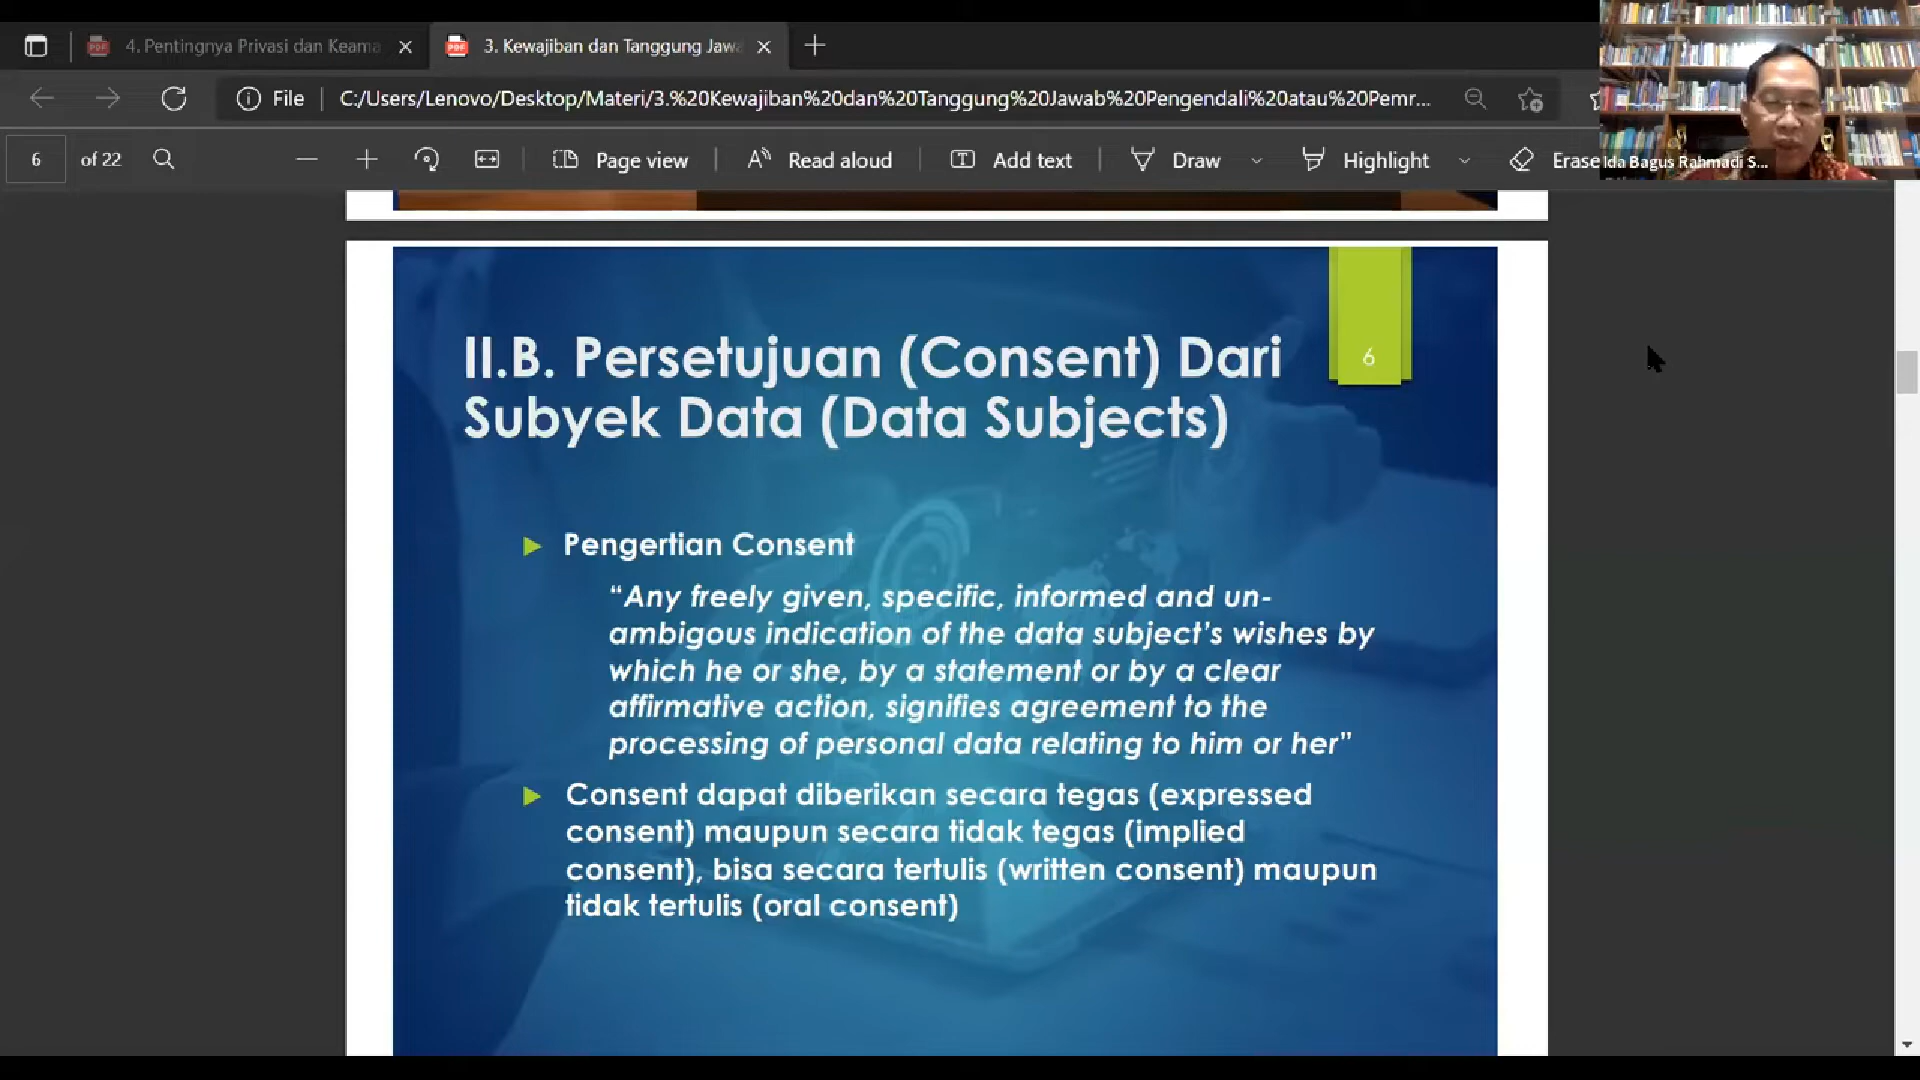 4. Pentingnya Privasi dan Keama
3. Kewajiban dan Tanggung Jawa
File
C:/Users/Lenovo/Desktop/Materi/3.%20Kewajiban%20dan%20Tanggung%20Jawab%20Pengendali%20atau%20Pemr...
6 of 22
Page view
Read aloud
Add text
Draw
Highlight
Erase
Ida Bagus Rahmadi S...
II.B. Persetujuan (Consent) Dari
Subyek Data (Data Subjects)
6
Pengertian Consent
“Any freely given, specific, informed and un-
ambigous indication of the data subject’s wishes by
which he or she, by a statement or by a clear
affirmative action, signifies agreement to the
processing of personal data relating to him or her”
Consent dapat diberikan secara tegas (expressed
consent) maupun secara tidak tegas (implied
consent), bisa secara tertulis (written consent) maupun
tidak tertulis (oral consent)